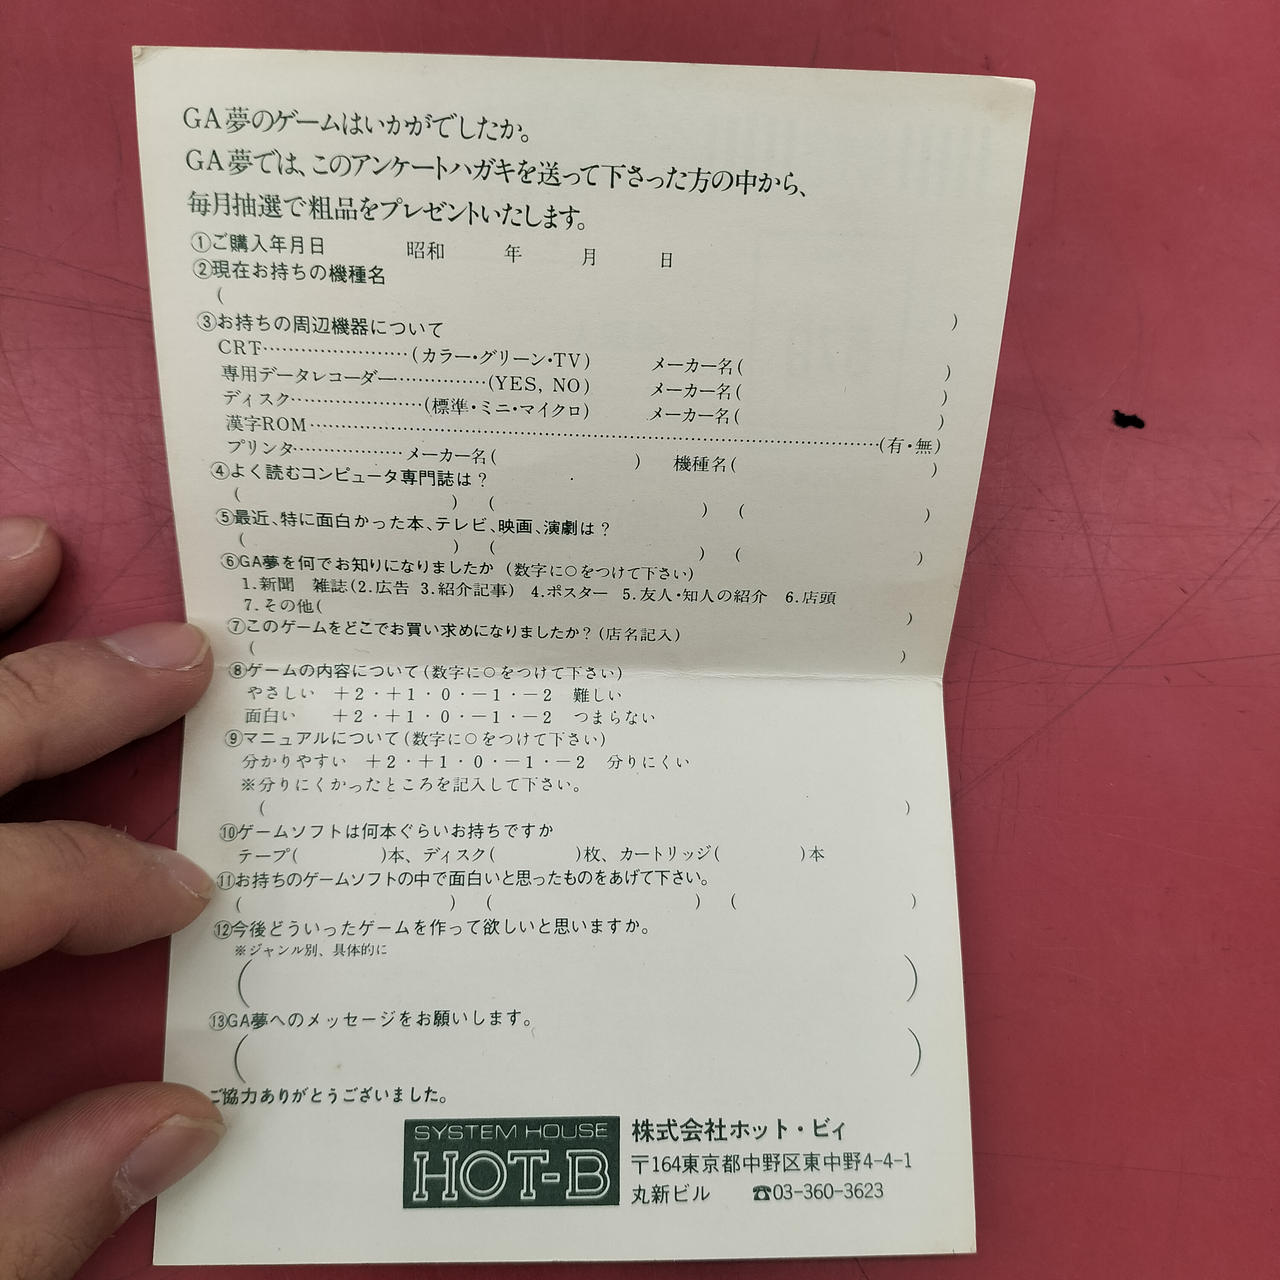 GA夢のゲームはいかがでしたか。
GA夢では、このアンケートハガキを送って下さった方の中から、
毎月抽選で粗品をプレゼントいたします。
①ご購入年月日　昭和　年　月　日
②現在お持ちの機種名
(　)
③お持ちの周辺機器について
CRT……………………(カラー・グリーン・TV)　メーカー名(　)
専用データレコーダー……………(YES, NO)　メーカー名(　)
ディスク…………………(標準・ミニ・マイクロ)　メーカー名(　)
漢字ROM……………………………………………………(有・無)
プリンタ………………メーカー名(　)　機種名(　)
④よく読むコンピュータ専門誌は？
(　)　(　)　(　)
⑤最近、特に面白かった本、テレビ、映画、演劇は？
(　)　(　)　(　)
⑥GA夢を何でお知りになりましたか (数字に○をつけて下さい)
1.新聞　雑誌(2.広告 3.紹介記事)　4.ポスター　5.友人・知人の紹介　6.店頭
7.その他(　)
⑦このゲームをどこでお買い求めになりましたか？(店名記入)
(　)
⑧ゲームの内容について(数字に○をつけて下さい)
やさしい　+2・+1・0・-1・-2　難しい
面白い　+2・+1・0・-1・-2　つまらない
⑨マニュアルについて(数字に○をつけて下さい)
分かりやすい　+2・+1・0・-1・-2　分りにくい
※分りにくかったところを記入して下さい。
(　)
⑩ゲームソフトは何本ぐらいお持ちですか
テープ(　)本、ディスク(　)枚、カートリッジ(　)本
⑪お持ちのゲームソフトの中で面白いと思ったものをあげて下さい。
(　)　(　)　(　)
⑫今後どういったゲームを作って欲しいと思いますか。
※ジャンル別、具体的に
(　)
⑬GA夢へのメッセージをお願いします。
(　)
ご協力ありがとうございました。
SYSTEM HOUSE
HOT-B
株式会社ホット・ビィ
〒164東京都中野区東中野4-4-1
丸新ビル　☎03-360-3623